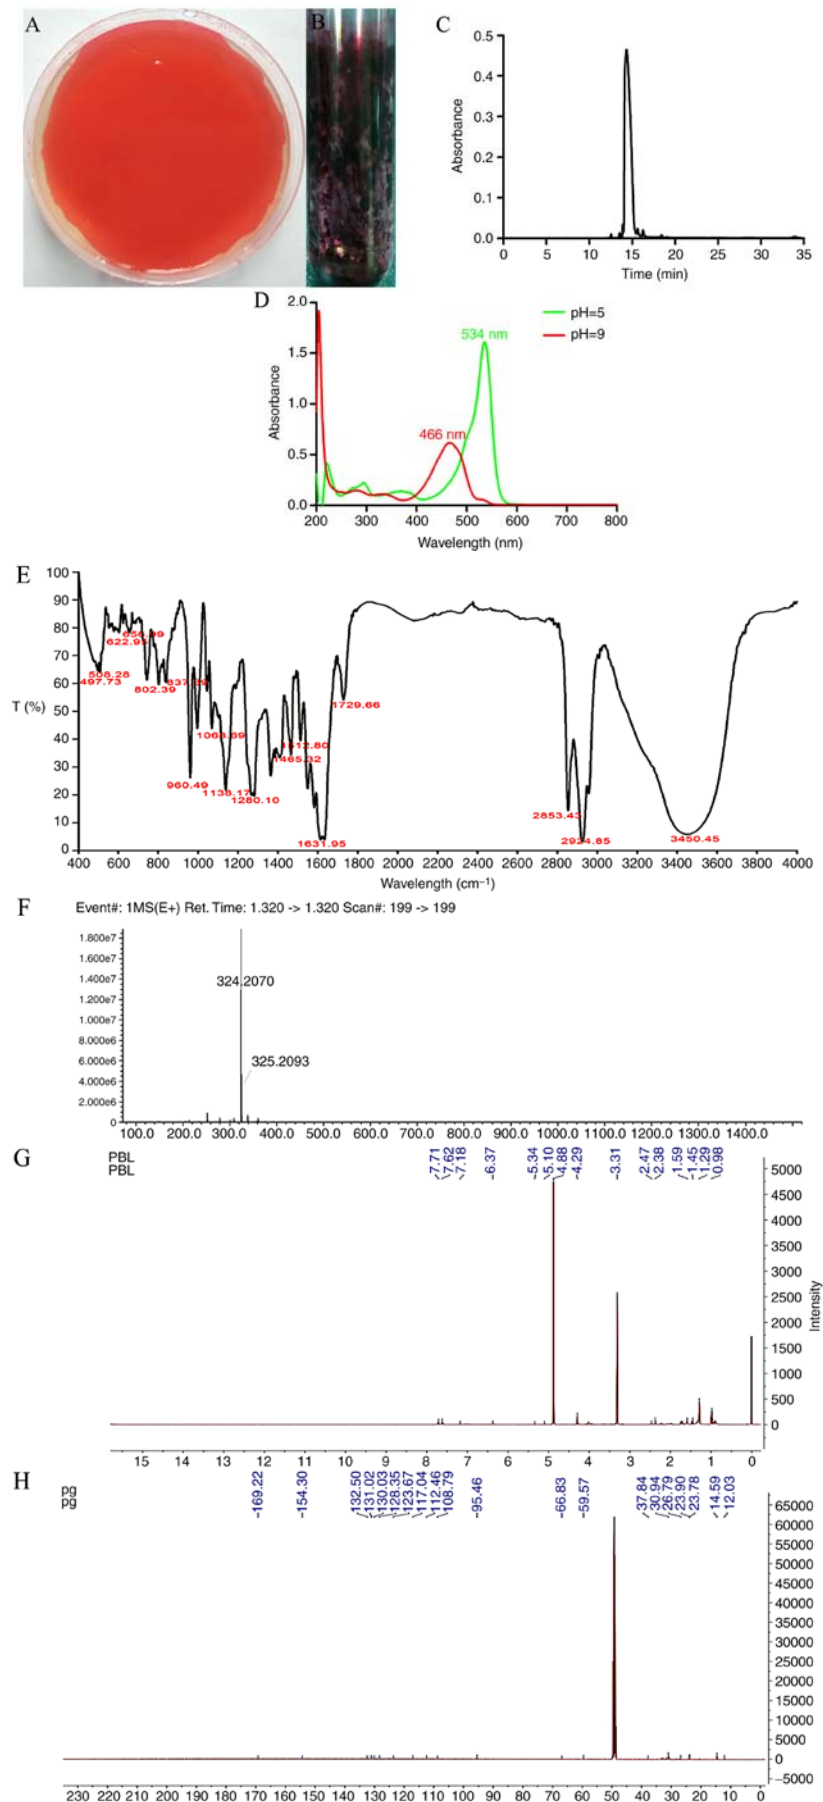 A
B
C
0.5
0.4
0.3
0.2
0.1
0.0
Absorbance
0 5 10 15 20 25 30 35
Time (min)
D
2.0
1.5
1.0
0.5
0.0
Absorbance
pH=5
pH=9
534 nm
466 nm
200 300 400 500 600 700 800
Wavelength (nm)
E
100
90
80
70
60
50
40
30
20
10
0
T (%)
622.95
508.28
497.73
802.39
1729.66
1465.32
960.49
1138.17
1280.10
1631.95
2853.43
2924.85
3450.45
400 600 800 1000 1200 1400 1600 1800 2000 2200 2400 2600 2800 3000 3200 3400 3600 3800 4000
Wavelength (cm⁻¹)
F
Event#: 1MS(E+) Ret. Time: 1.320 -> 1.320 Scan#: 199 -> 199
1.800e7
1.600e7
1.400e7
1.200e7
1.000e7
8.000e6
6.000e6
4.000e6
2.000e6
0
324.2070
325.2093
100.0 200.0 300.0 400.0 500.0 600.0 700.0 800.0 900.0 1000.0 1100.0 1200.0 1300.0 1400.0
G
PBL
PBL
7.71 7.62 7.18 6.37 5.34 5.10 4.88 4.29 3.31 2.47 2.38 1.59 1.45 1.29 0.98
5000
4500
4000
3500
3000
2500
2000
1500
1000
500
0
Intensity
15 14 13 12 11 10 9 8 7 6 5 4 3 2 1 0
H
pg
pg
169.22 154.30 132.50 131.02 130.03 128.35 123.67 117.04 112.46 108.79 95.46 66.83 59.57 37.84 30.94 26.79 23.90 23.78 14.59 12.03
65000
60000
55000
50000
45000
40000
35000
30000
25000
20000
15000
10000
5000
0
−5000
230 220 210 200 190 180 170 160 150 140 130 120 110 100 90 80 70 60 50 40 30 20 10 0